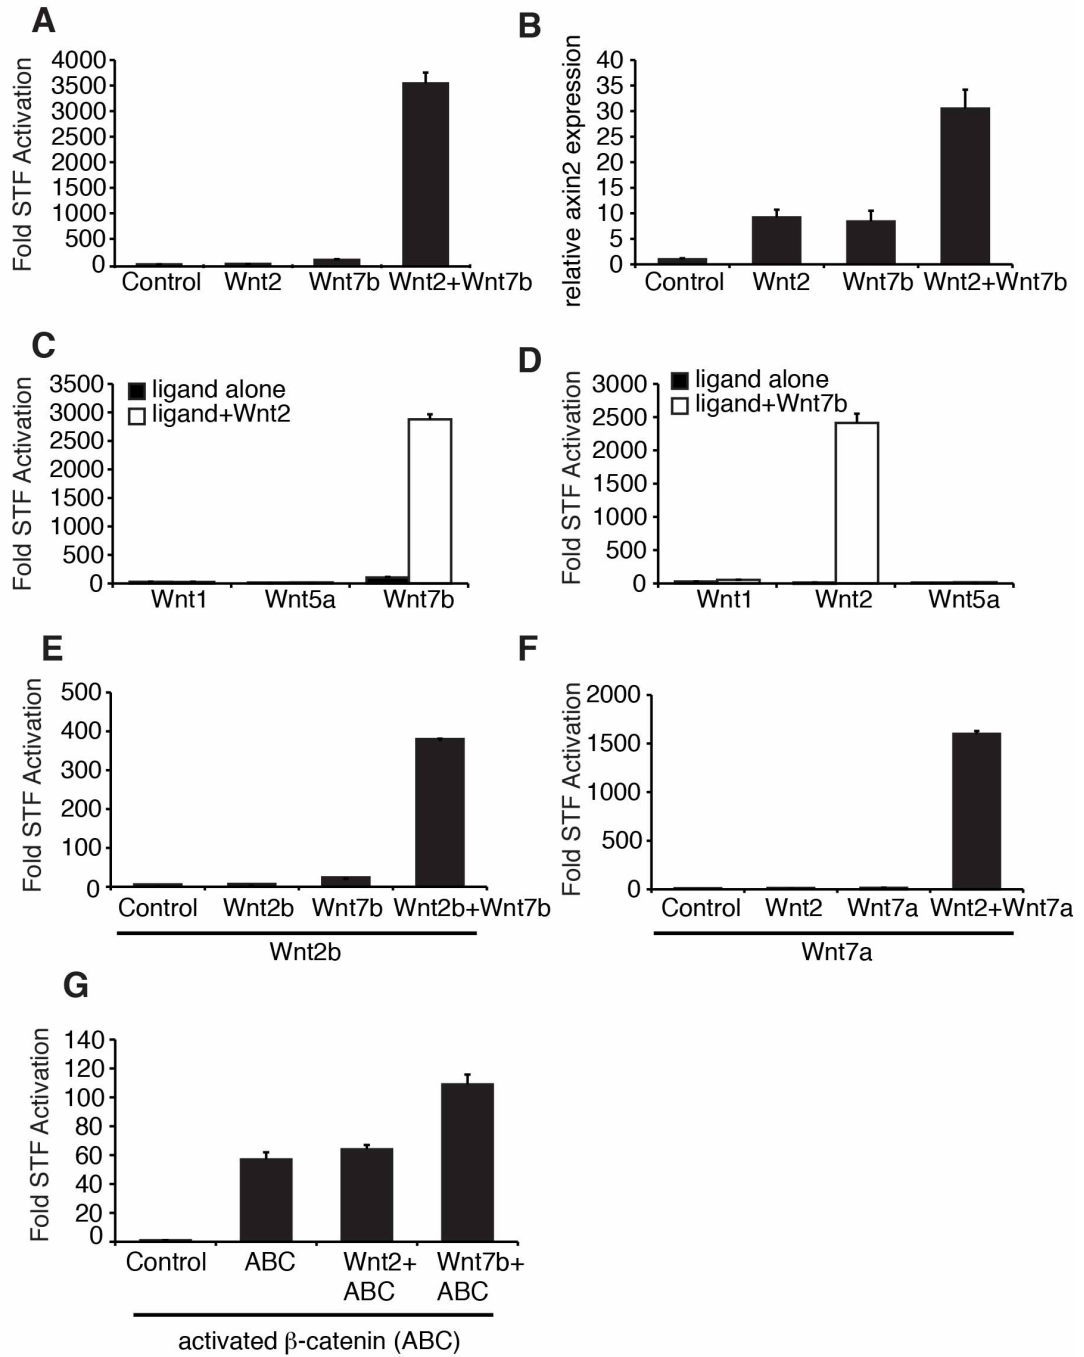 A
Fold STF Activation
4000
3500
3000
2500
2000
1500
1000
500
0
Control Wnt2 Wnt7b Wnt2+Wnt7b
B
relative axin2 expression
40
35
30
25
20
15
10
5
0
Control Wnt2 Wnt7b Wnt2+Wnt7b
C
Fold STF Activation
ligand alone
ligand+Wnt2
3500
3000
2500
2000
1500
1000
500
0
Wnt1 Wnt5a Wnt7b
D
Fold STF Activation
ligand alone
ligand+Wnt7b
3000
2500
2000
1500
1000
500
0
Wnt1 Wnt2 Wnt5a
E
Fold STF Activation
500
400
300
200
100
0
Control Wnt2b Wnt7b Wnt2b+Wnt7b
Wnt2b
F
Fold STF Activation
2000
1500
1000
500
0
Control Wnt2 Wnt7a Wnt2+Wnt7a
Wnt7a
G
Fold STF Activation
140
120
100
80
60
40
20
0
Control ABC Wnt2+ Wnt7b+
ABC ABC
activated β-catenin (ABC)